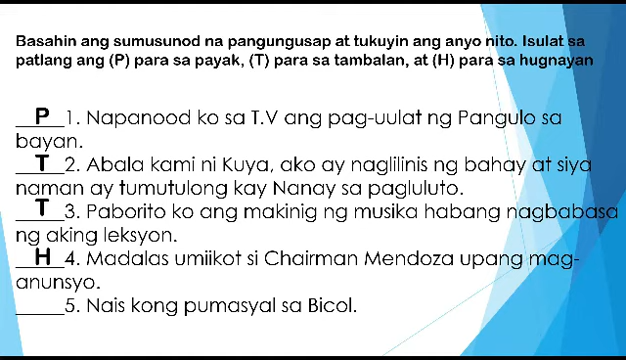 Basahin ang sumusunod na pangungusap at tukuyin ang anyo nito. Isulat sa
patlang ang (P) para sa payak, (T) para sa tambalan, at (H) para sa hugnayan
__P__1. Napanood ko sa T.V ang pag-uulat ng Pangulo sa
bayan.
__T__2. Abala kami ni Kuya, ako ay naglilinis ng bahay at siya
naman ay tumutulong kay Nanay sa pagluluto.
__T__3. Paborito ko ang makinig ng musika habang nagbabasa
ng aking leksyon.
__H__4. Madalas umiikot si Chairman Mendoza upang mag-
anunsyo.
_____5. Nais kong pumasyal sa Bicol.